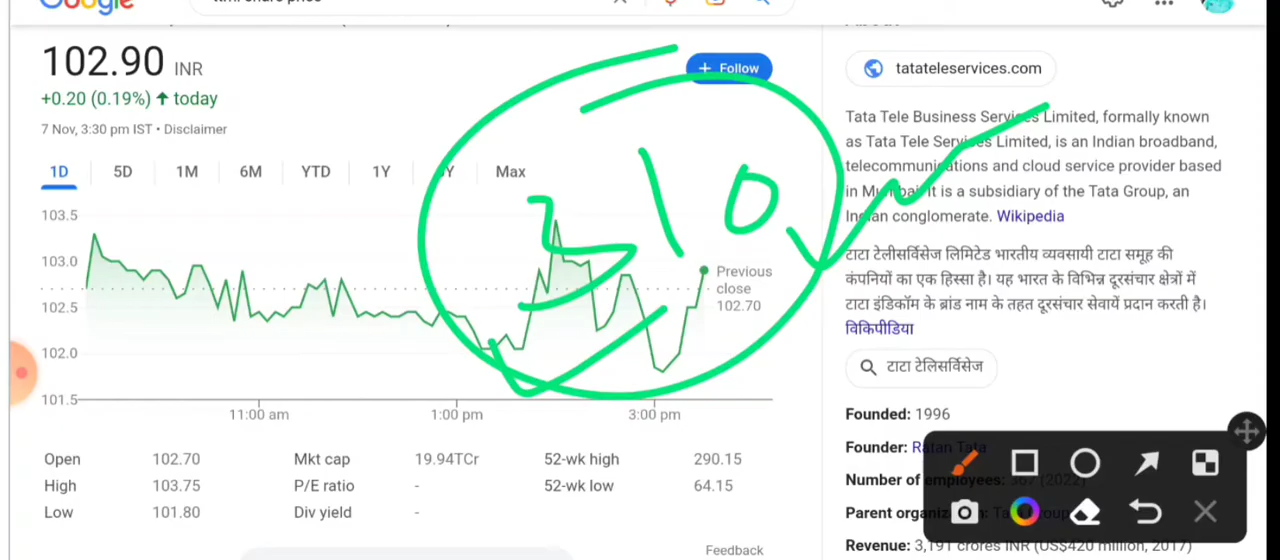 Google
102.90 INR
+0.20 (0.19%) ↑ today
7 Nov, 3:30 pm IST • Disclaimer
+ Follow
1D 5D 1M 6M YTD 1Y Max
103.5
103.0
102.5
102.0
101.5
11:00 am 1:00 pm 3:00 pm
Previous
close
102.70
310
Open 102.70 Mkt cap 19.94TCr 52-wk high 290.15
High 103.75 P/E ratio - 52-wk low 64.15
Low 101.80 Div yield -
Feedback
tatateleservices.com
Tata Tele Business Services Limited, formally known
as Tata Tele Services Limited, is an Indian broadband,
telecommunications and cloud service provider based
in Mumbai. It is a subsidiary of the Tata Group, an
Indian conglomerate. Wikipedia
टाटा टेलीसर्विसेज लिमिटेड भारतीय व्यवसायी टाटा समूह की
कंपनियों का एक हिस्सा है। यह भारत के विभिन्न दूरसंचार क्षेत्रों में
टाटा इंडिकॉम के ब्रांड नाम के तहत दूरसंचार सेवायें प्रदान करती है।
विकिपीडिया
टाटा टेलिसर्विसेज
Founded: 1996
Founder: Ratan Tata
Number of employees: 367 (2022)
Parent organization: Tata Group
Revenue: 3,191 crores INR (US$420 million, 2017)